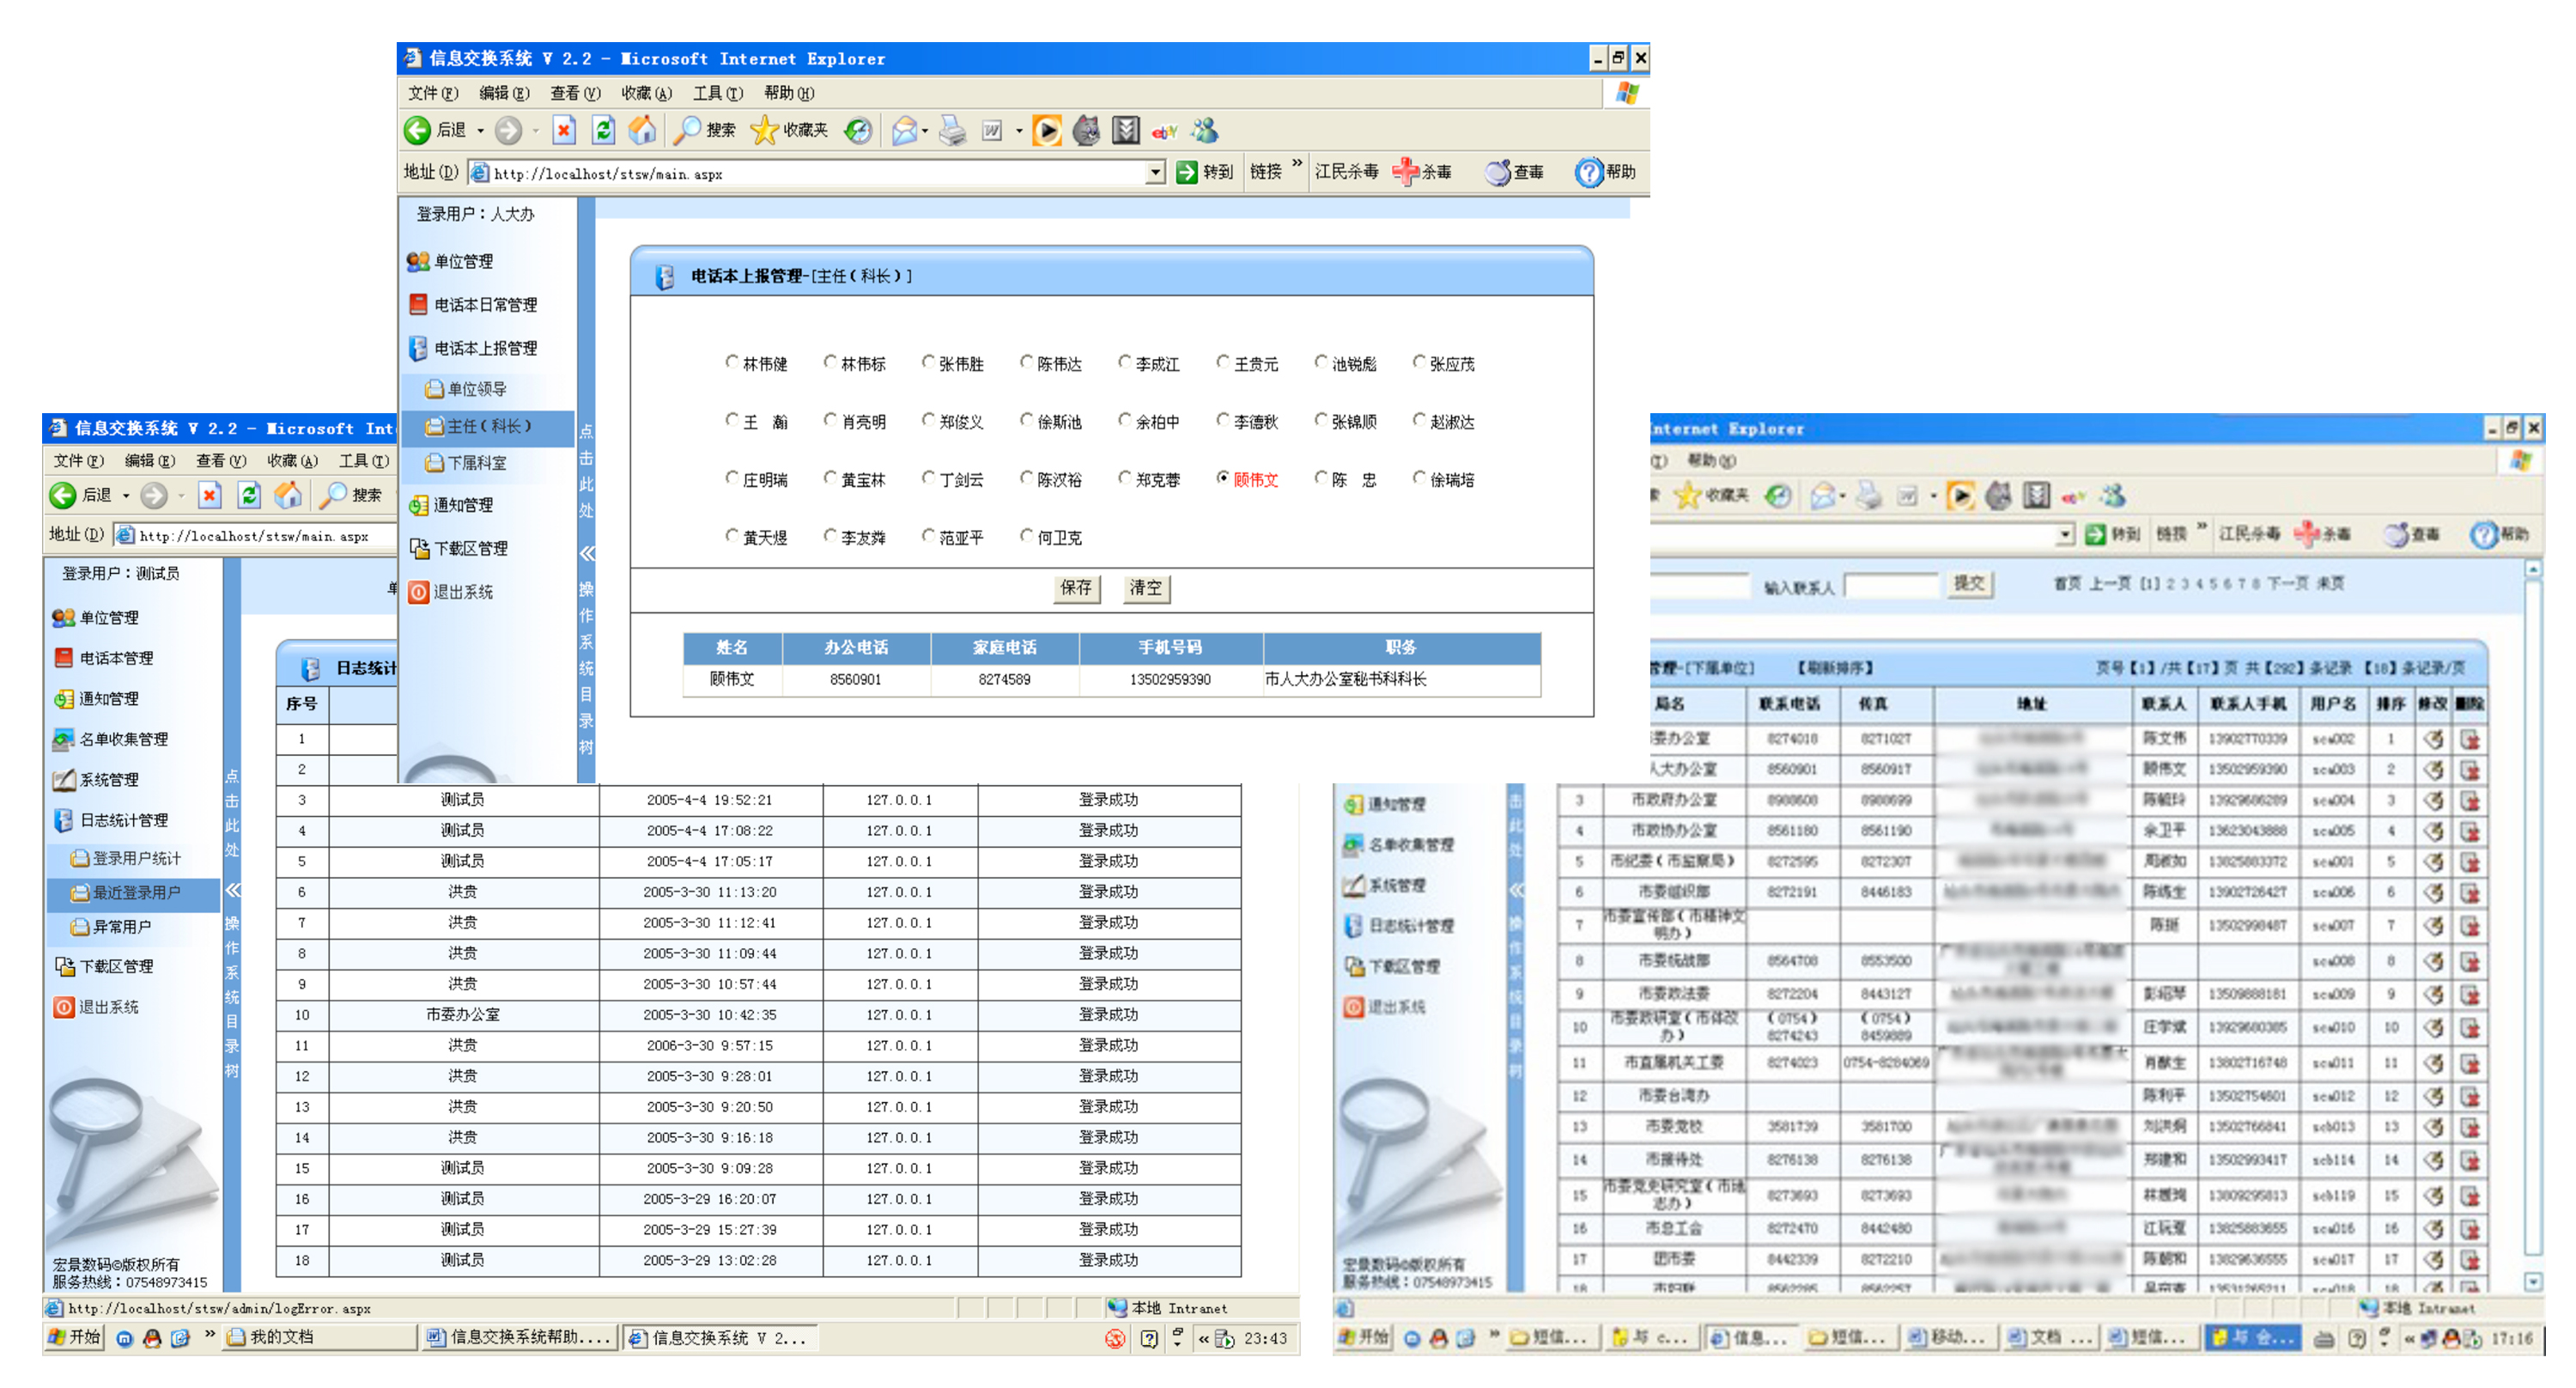 信息交换系统 V 2.2 - Microsoft Internet Explorer
文件(F) 编辑(E) 查看(V) 收藏(A) 工具(T) 帮助(H)
后退 搜索 收藏夹
地址(D) http://localhost/stsw/main.aspx 转到 链接 » 江民杀毒 杀毒 查毒 帮助
登录用户：人大办
单位管理
电话本日常管理
电话本上报管理
单位领导
主任（科长）
下属科室
通知管理
下载区管理
退出系统
点击此处 « 操作系统目录树
电话本上报管理-[主任（科长）]
林伟健 林伟标 张伟胜 陈伟达 李成江 王贵元 池锐彪 张应茂
王 瀚 肖亮明 郑俊义 徐斯池 余柏中 李德秋 张锦顺 赵淑达
庄明瑞 黄宝林 丁剑云 陈汉裕 郑克蓉 顾伟文 陈 忠 徐瑞培
黄天煜 李友舜 范亚平 何卫克
保存 清空
姓名 办公电话 家庭电话 手机号码 职务
顾伟文 8560901 8274589 13502959390 市人大办公室秘书科科长
信息交换系统 V 2.2 - Microsoft Int
文件(F) 编辑(E) 查看(V) 收藏(A) 工具(T)
后退 搜索
地址(D) http://localhost/stsw/main.aspx
登录用户：测试员
单位管理
电话本管理
通知管理
名单收集管理
系统管理
日志统计管理
登录用户统计
最近登录用户
异常用户
下载区管理
退出系统
宏景数码©版权所有
服务热线：07548973415
点击此处 « 操作系统目录树
日志统计
序号
1
2
3 测试员 2005-4-4 19:52:21 127.0.0.1 登录成功
4 测试员 2005-4-4 17:08:22 127.0.0.1 登录成功
5 测试员 2005-4-4 17:05:17 127.0.0.1 登录成功
6 洪贵 2005-3-30 11:13:20 127.0.0.1 登录成功
7 洪贵 2005-3-30 11:12:41 127.0.0.1 登录成功
8 洪贵 2005-3-30 11:09:44 127.0.0.1 登录成功
9 洪贵 2005-3-30 10:57:44 127.0.0.1 登录成功
10 市委办公室 2005-3-30 10:42:35 127.0.0.1 登录成功
11 洪贵 2006-3-30 9:57:15 127.0.0.1 登录成功
12 洪贵 2005-3-30 9:28:01 127.0.0.1 登录成功
13 洪贵 2005-3-30 9:20:50 127.0.0.1 登录成功
14 洪贵 2005-3-30 9:16:18 127.0.0.1 登录成功
15 测试员 2005-3-30 9:09:28 127.0.0.1 登录成功
16 测试员 2005-3-29 16:20:07 127.0.0.1 登录成功
17 测试员 2005-3-29 15:27:39 127.0.0.1 登录成功
18 测试员 2005-3-29 13:02:28 127.0.0.1 登录成功
http://localhost/stsw/admin/logError.aspx 本地 Intranet
开始 » 我的文档 信息交换系统帮助.... 信息交换系统 V 2... « 23:43
nternet Explorer
帮助(H)
收藏夹
转到 链接 » 江民杀毒 杀毒 查毒 帮助
输入联系人 提交 首页 上一页 [1] 2 3 4 5 6 7 8 下一页 末页
管理-[下属单位] 【刷新排序】 页号【1】/共【17】页 共【292】条记录 【18】条记录/页
局名 联系电话 传真 地址 联系人 联系人手机 用户名 排序 修改 删除
委办公室 8274018 8271027 陈文伟 13902770339 sca002 1
人大办公室 8560901 8560917 顾伟文 13502959390 sca003 2
3 市政府办公室 8988608 8988699 13929686289 sca004 3
4 市政协办公室 8561180 8561190 余卫平 13623043888 sca005 4
5 市纪委（市监察局） 8272595 8272307 13825883372 sca001 5
6 市委组织部 8272191 8446183 13902726427 sca006 6
7 市委宣传部（市精神文明办） 陈挺 13502998487 sca007 7
8 市委统战部 8564708 8553500 sca008 8
9 市委政法委 8272204 8443127 彭绍琴 13509888181 sca009 9
10 市委政研室（市体改办） （0754）8274243 （0754）8459889 庄学斌 13929680385 sca010 10
11 市直属机关工委 8274023 0754-8284069 13802716748 sca011 11
12 市委台湾办 陈利平 13502754601 sca012 12
13 市委党校 3581739 3581700 刘洪炯 13502766841 scb013 13
14 市接待处 8276138 8276138 郑建和 13502993417 scb114 14
15 市委党史研究室（市地志办） 8273693 8273693 13809295813 scb119 15
16 市总工会 8272470 8442480 13825883655 sca016 16
17 团市委 8442339 8272210 13829636555 sca017 17
18 市妇联 8562285 8562257 13531265211 sca018 18
通知管理
名单收集管理
系统管理
日志统计管理
下载区管理
退出系统
宏景数码©版权所有
服务热线：07548973415
击此处 « 操作系统目录树
本地 Intranet
开始 » 短信... 与 c... 信息... 短信... 移动... 文档 ... 短信... 与 会... « 17:16